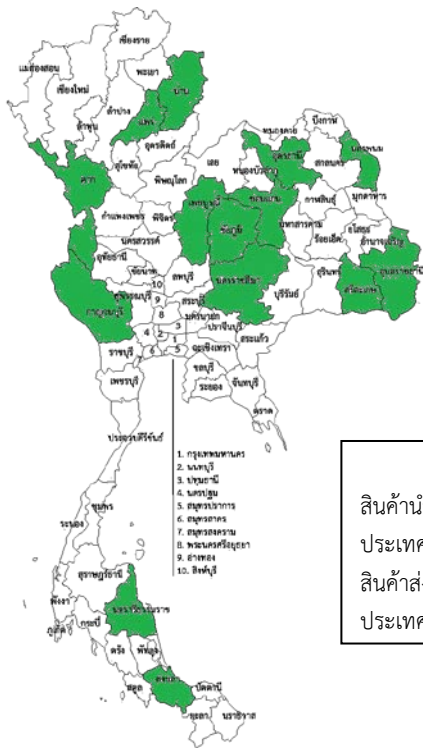 เชียงราย
แม่ฮ่องสอน
พะเยา
เชียงใหม่
น่าน
ลำปาง
แพร่
ลำพูน
อุตรดิตถ์
สุโขทัย
ตาก
พิษณุโลก
เลย
หนองคาย
บึงกาฬ
อุดรธานี
สกลนคร
นครพนม
หนองบัวลำภู
กำแพงเพชร
พิจิตร
เพชรบูรณ์
ขอนแก่น
กาฬสินธุ์
มุกดาหาร
มหาสารคาม
ร้อยเอ็ด
ยโสธร
อำนาจเจริญ
นครสวรรค์
ชัยภูมิ
อุทัยธานี
ชัยนาท
ลพบุรี
นครราชสีมา
บุรีรัมย์
สุรินทร์
ศรีสะเกษ
อุบลราชธานี
10
9
สุพรรณบุรี
สระบุรี
8
นครนายก
กาญจนบุรี
4
2
3
ปราจีนบุรี
1
สระแก้ว
ราชบุรี
7
6
5
ฉะเชิงเทรา
ชลบุรี
เพชรบุรี
ระยอง
จันทบุรี
ตราด
ประจวบคีรีขันธ์
1. กรุงเทพมหานคร
2. นนทบุรี
3. ปทุมธานี
4. นครปฐม
5. สมุทรปราการ
6. สมุทรสาคร
7. สมุทรสงคราม
8. พระนครศรีอยุธยา
9. อ่างทอง
10. สิงห์บุรี
สินค้านำ
ประเทศ
สินค้าส่
ประเทศ
ชุมพร
ระนอง
สุราษฎร์ธานี
พังงา
นครศรีธรรมราช
กระบี่
ภูเก็ต
ตรัง
พัทลุง
สตูล
สงขลา
ปัตตานี
ยะลา
นราธิวาส